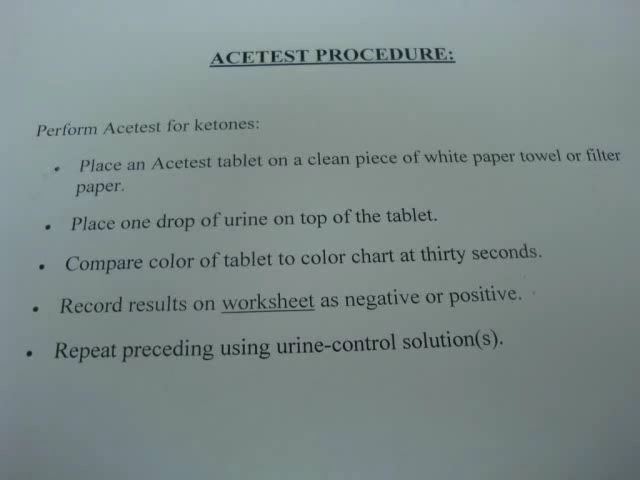 ACETEST PROCEDURE:
Perform Acetest for ketones:
• Place an Acetest tablet on a clean piece of white paper towel or filter
paper.
• Place one drop of urine on top of the tablet.
• Compare color of tablet to color chart at thirty seconds.
• Record results on worksheet as negative or positive.
• Repeat preceding using urine-control solution(s).